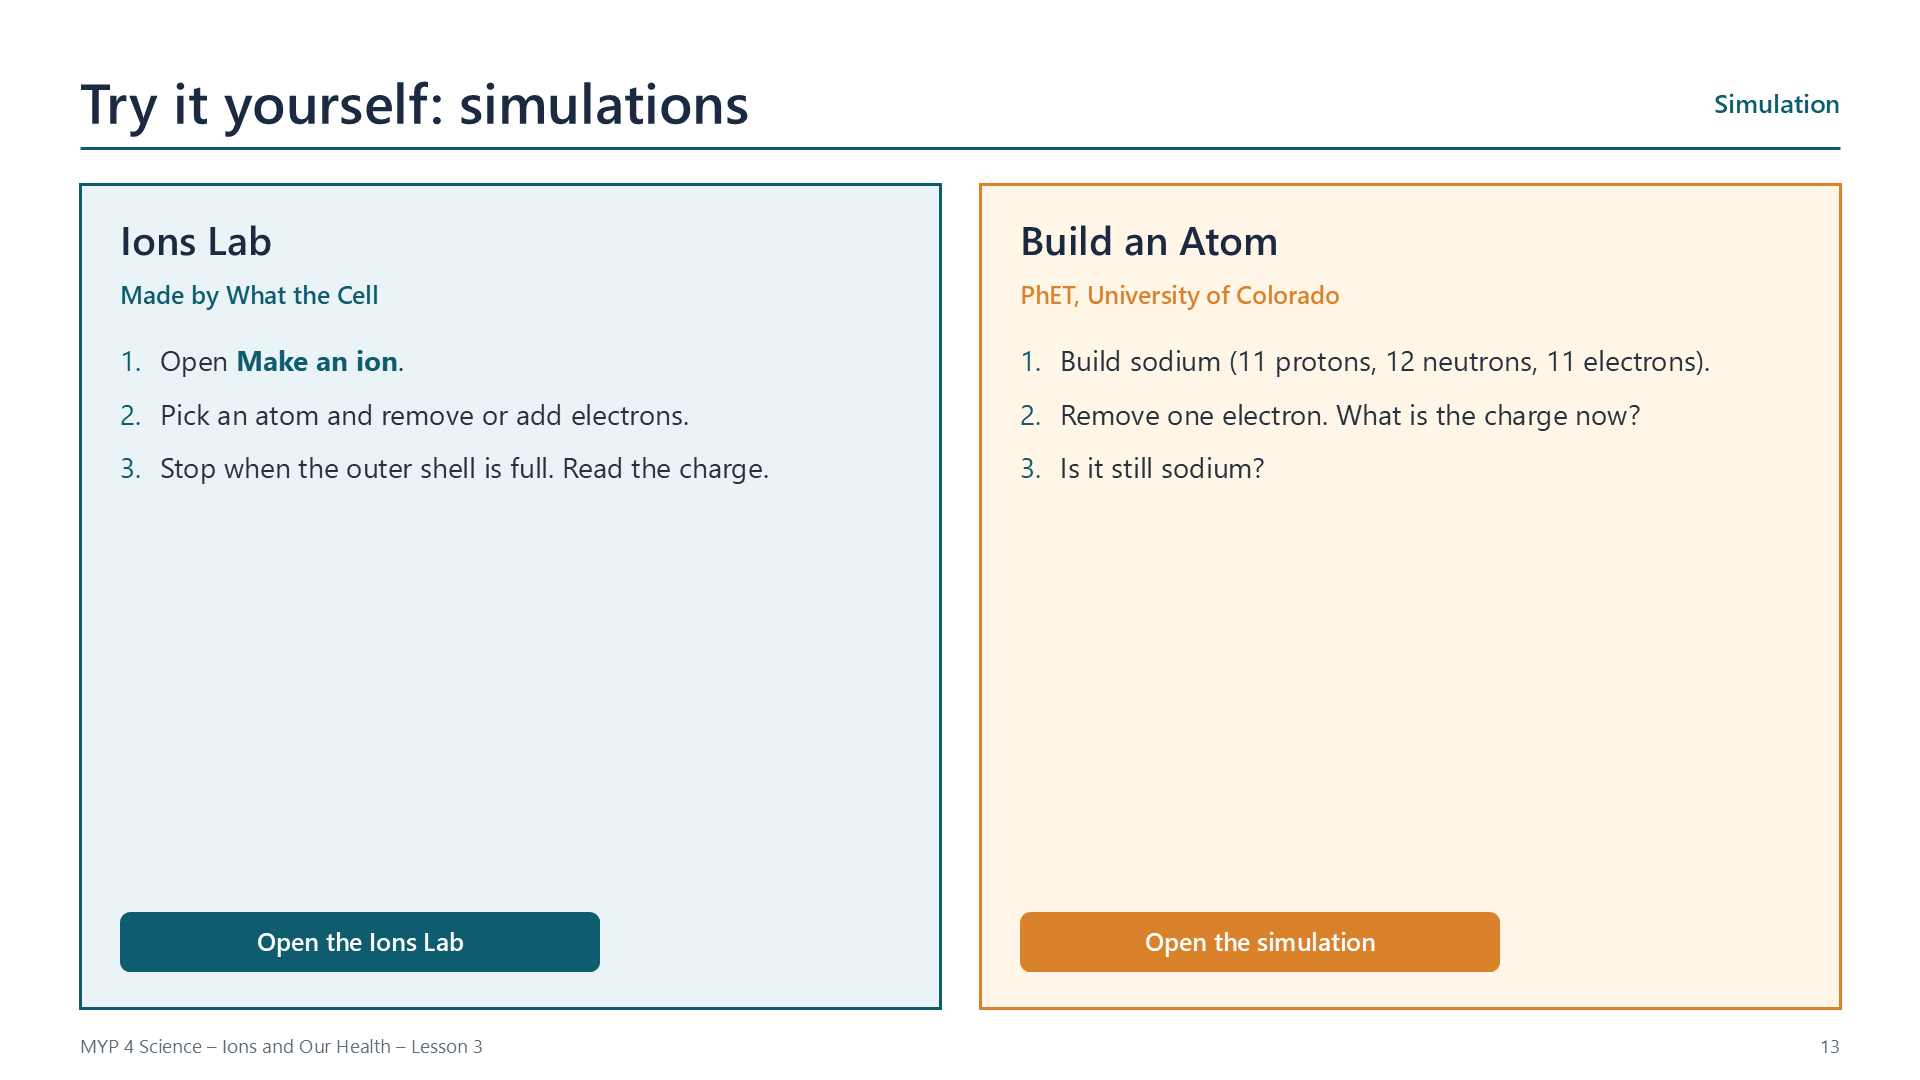 Try it yourself: simulations
Simulation
Ions Lab
Made by What the Cell
1. Open Make an ion.
2. Pick an atom and remove or add electrons.
3. Stop when the outer shell is full. Read the charge.
Open the Ions Lab
Build an Atom
PhET, University of Colorado
1. Build sodium (11 protons, 12 neutrons, 11 electrons).
2. Remove one electron. What is the charge now?
3. Is it still sodium?
Open the simulation
MYP 4 Science – Ions and Our Health – Lesson 3
13